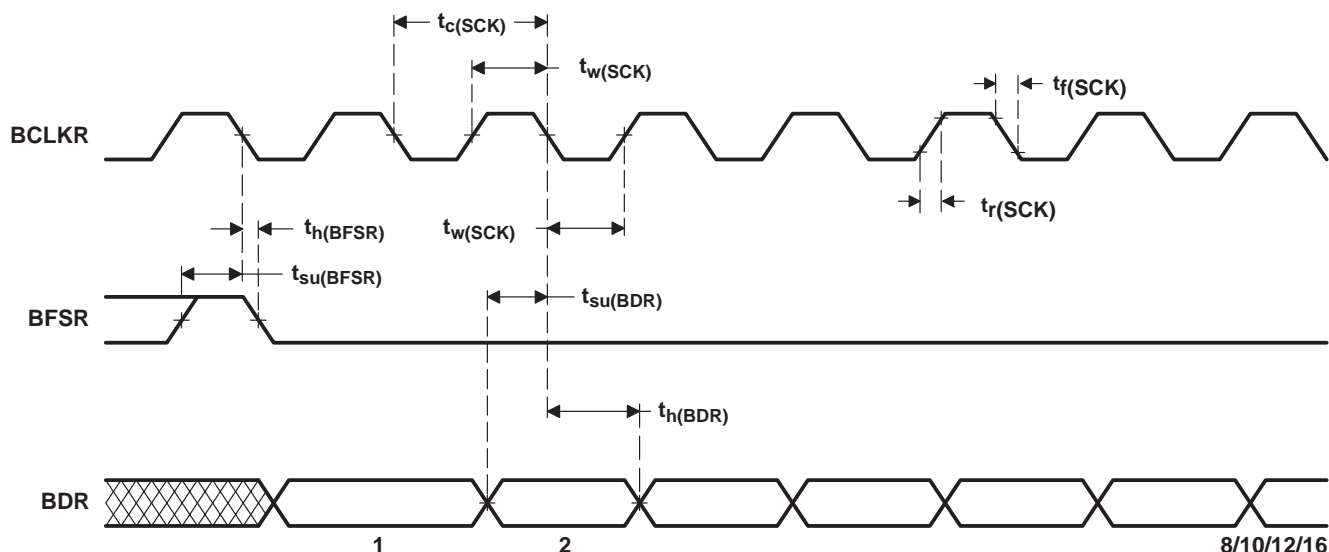 tc(SCK)
tw(SCK)
tf(SCK)
BCLKR
tr(SCK)
th(BFSR)
tw(SCK)
tsu(BFSR)
tsu(BDR)
BFSR
th(BDR)
BDR
1 2 8/10/12/16